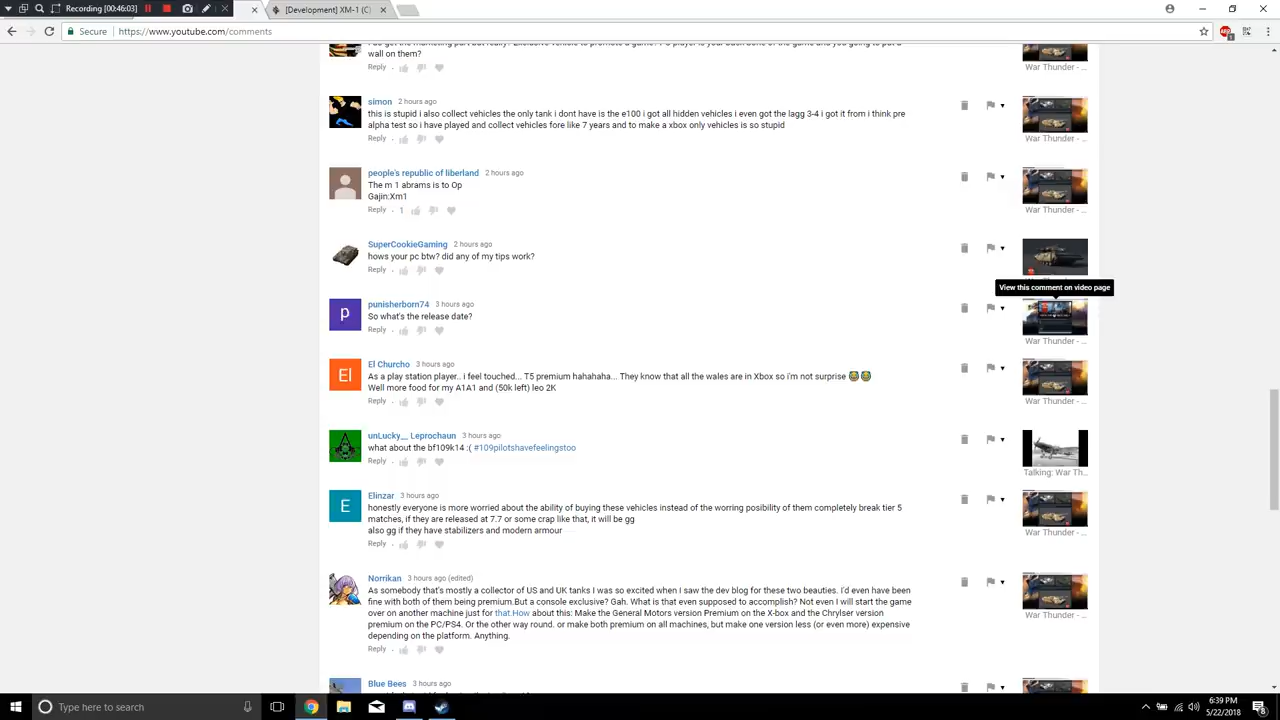 Recording [00:46:03]
[Development] XM-1 (C)
Secure
https://www.youtube.com/comments
wall on them?
Reply
War Thunder - ...
simon 2 hours ago
this is stupid i also collect vehicles the only tank i dont have is the e100 i got all hidden vehicles i even got the lagg 3-4 i got it from i think pre
alpha test so i have played and collect vehicles fore like 7 years and to make a xbox only vehicles is so stupid
Reply
War Thunder - ...
people's republic of liberland 2 hours ago
The m 1 abrams is to Op
Gajin:Xm1
Reply 1
War Thunder - ...
SuperCookieGaming 2 hours ago
hows your pc btw? did any of my tips work?
Reply
View this comment on video page
punisherborn74 3 hours ago
So what's the release date?
Reply
War Thunder - ...
El Churcho 3 hours ago
As a play station player.. i feel touched... T5 premium hahahaha... They know that all the wales are in Xbox so i'm not surprise
Well more food for my A1A1 and (50k left) leo 2K
Reply
War Thunder - ...
unLucky__ Leprochaun 3 hours ago
what about the bf109k14 :( #109pilotshavefeelingstoo
Reply
Talking: War Th...
Elinzar 3 hours ago
honestly everyone is more worried about the ability of buying these vehicles instead of the worring posibility of them completely break tier 5
matches, if they are released at 7.7 or some crap like that, it will be gg
also gg if they have stabilizers and modern armour
Reply
War Thunder - ...
Norrikan 3 hours ago (edited)
As somebody that's mostly a collector of US and UK tanks I was so excited when I saw the dev blog for these two beauties. I'd even have been
fine with both of them being premium.But a console exclusive? Gah. What is that even supposed to accomplish? Not even I will start the game
over on another machine just for that.How about this: Make the General Motors version Premium on the X-box and the Chrysler version
premium on the PC/PS4. Or the other way round. or make both premium on all machines, but make one version less (or even more) expensive
depending on the platform. Anything.
Reply
War Thunder - ...
Blue Bees 3 hours ago
Type here to search
6:39 PM
5/22/2018